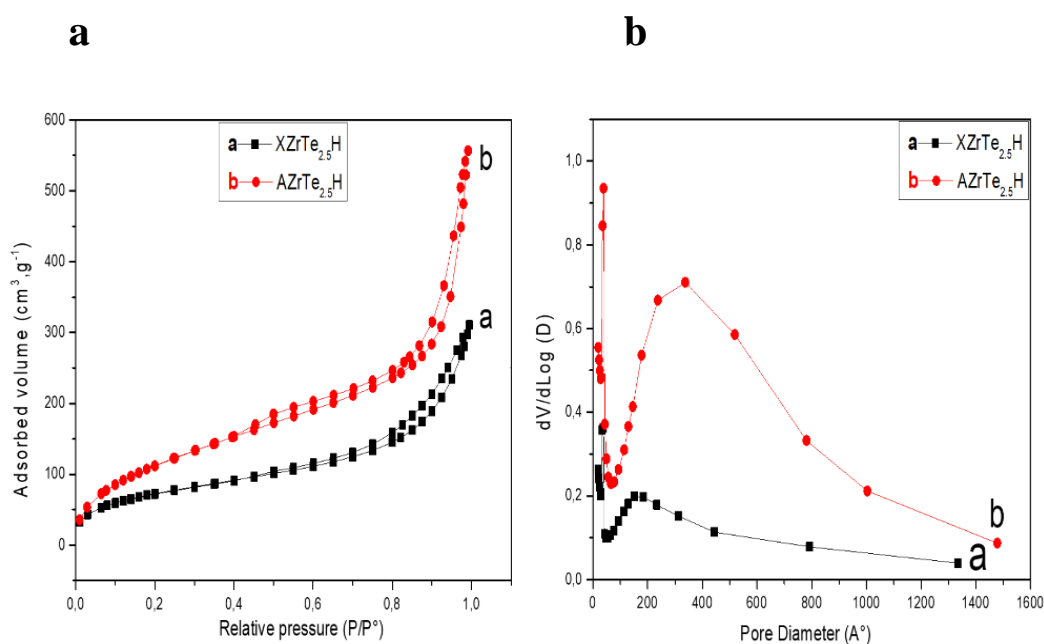 a
b
a XZrTe₂.₅H
b AZrTe₂.₅H
b
a
600
500
400
300
200
100
0
Adsorbed volume (cm³,g⁻¹)
0,0 0,2 0,4 0,6 0,8 1,0
Relative pressure (P/P°)
a XZrTe₂.₅H
b AZrTe₂.₅H
1,0
0,8
0,6
0,4
0,2
0,0
dV/dLog (D)
b
a
0 200 400 600 800 1000 1200 1400 1600
Pore Diameter (A°)